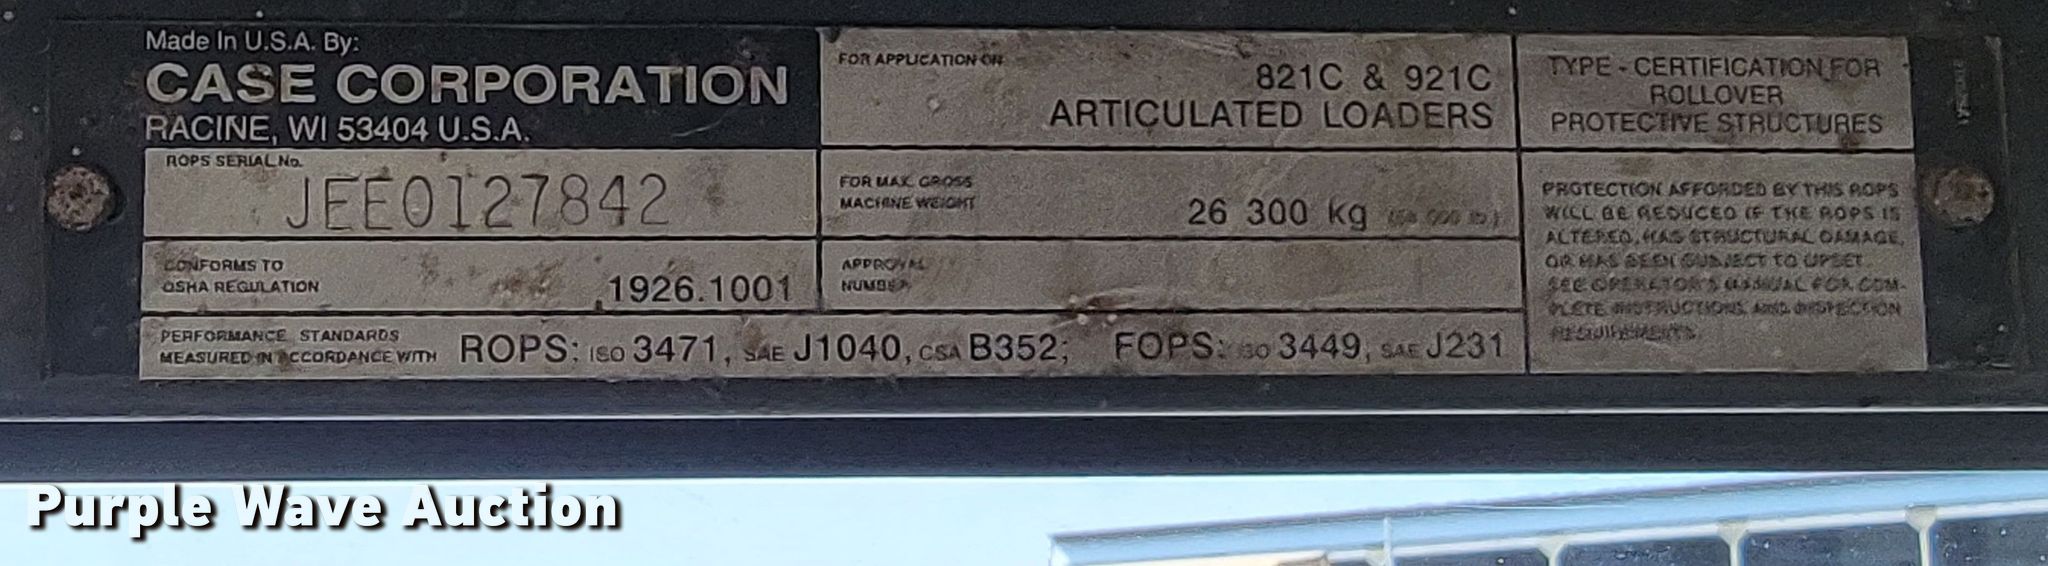 Made In U.S.A. By:
CASE CORPORATION
RACINE, WI 53404 U.S.A.
ROPS SERIAL No.
JEE0127842
CONFORMS TO
OSHA REGULATION
1926.1001
FOR APPLICATION ON
821C & 921C
ARTICULATED LOADERS
FOR MAX. GROSS
MACHINE WEIGHT
26 300 kg
APPROVAL
NUMBER
PERFORMANCE STANDARDS
MEASURED IN ACCORDANCE WITH
ROPS: ISO 3471, SAE J1040, CSA B352; FOPS: ISO 3449, SAE J231
TYPE - CERTIFICATION FOR
ROLLOVER
PROTECTIVE STRUCTURES
PROTECTION AFFORDED BY THIS ROPS
WILL BE REDUCED IF THE ROPS IS
ALTERED, HAS STRUCTURAL DAMAGE,
OR HAS BEEN SUBJECT TO UPSET
SEE OPERATOR'S MANUAL FOR COM-
PLETE INSTRUCTIONS AND INSPECTION
REQUIREMENTS.
Purple Wave Auction